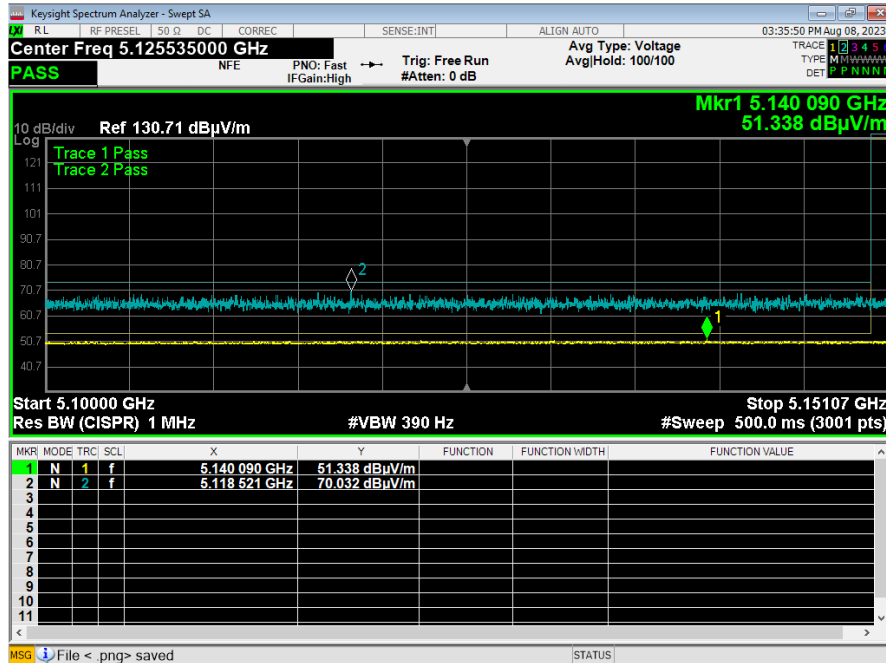 Keysight Spectrum Analyzer - Swept SA
LXI RL RF PRESEL 50 Ω DC CORREC SENSE:INT ALIGN AUTO 03:35:50 PM Aug 08, 2023
Center Freq 5.125535000 GHz
PASS
NFE
PNO: Fast
IFGain:High
Trig: Free Run
#Atten: 0 dB
Avg Type: Voltage
Avg|Hold: 100/100
TRACE 1 2 3 4 5
TYPE M M W W W W
DET P P N N N
Mkr1 5.140 090 GHz
51.338 dBµV/m
10 dB/div Ref 130.71 dBµV/m
Log
Trace 1 Pass
Trace 2 Pass
121
111
101
90.7
80.7
70.7
60.7
50.7
40.7
2
1
Start 5.10000 GHz Stop 5.15107 GHz
Res BW (CISPR) 1 MHz #VBW 390 Hz #Sweep 500.0 ms (3001 pts)
MKR MODE TRC SCL X Y FUNCTION FUNCTION WIDTH FUNCTION VALUE
1 N 1 f 5.140 090 GHz 51.338 dBµV/m
2 N 2 f 5.118 521 GHz 70.032 dBµV/m
3
4
5
6
7
8
9
10
11
MSG File < .png> saved STATUS